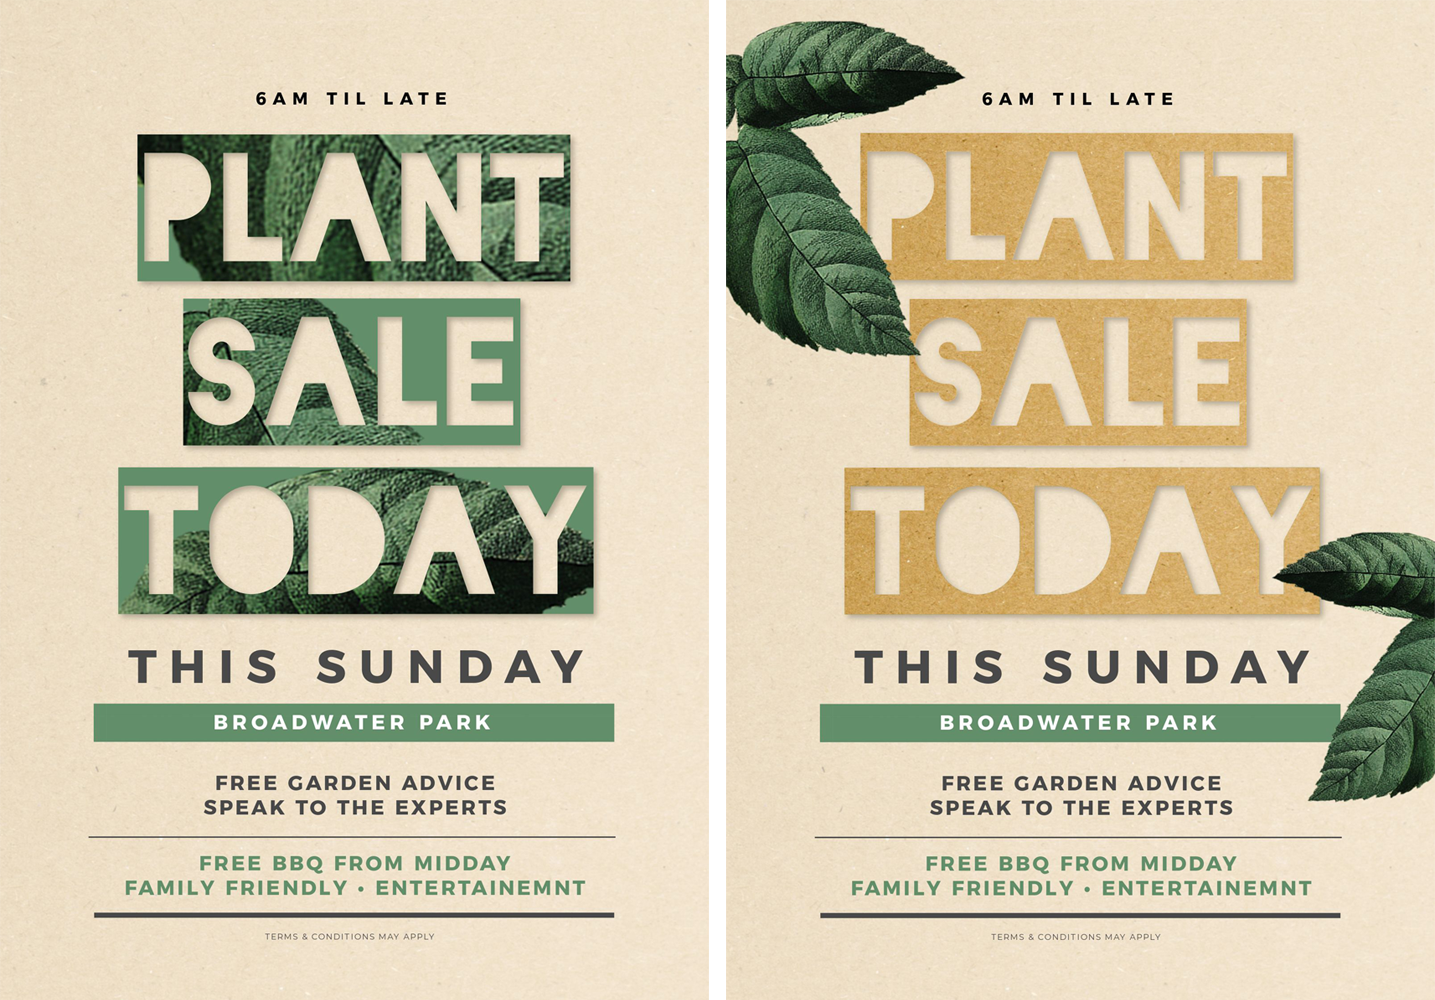 6AM TIL LATE
PLANT
SALE
TODAY
THIS SUNDAY
BROADWATER PARK
FREE GARDEN ADVICE
SPEAK TO THE EXPERTS
FREE BBQ FROM MIDDAY
FAMILY FRIENDLY • ENTERTAINEMNT
TERMS & CONDITIONS MAY APPLY
6AM TIL LATE
PLANT
SALE
TODAY
THIS SUNDAY
BROADWATER PARK
FREE GARDEN ADVICE
SPEAK TO THE EXPERTS
FREE BBQ FROM MIDDAY
FAMILY FRIENDLY • ENTERTAINEMNT
TERMS & CONDITIONS MAY APPLY